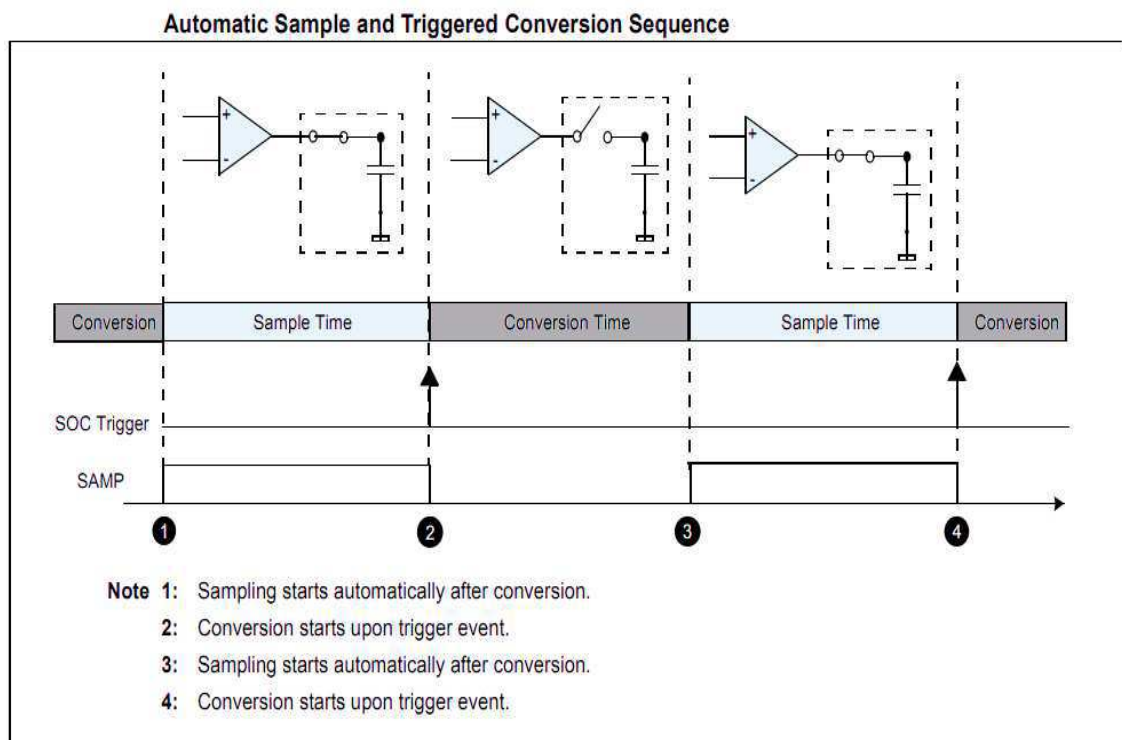 Automatic Sample and Triggered Conversion Sequence
+
-
+
-
+
-
Conversion
Sample Time
Conversion Time
Sample Time
Conversion
SOC Trigger
SAMP
1
2
3
4
Note 1: Sampling starts automatically after conversion.
2: Conversion starts upon trigger event.
3: Sampling starts automatically after conversion.
4: Conversion starts upon trigger event.